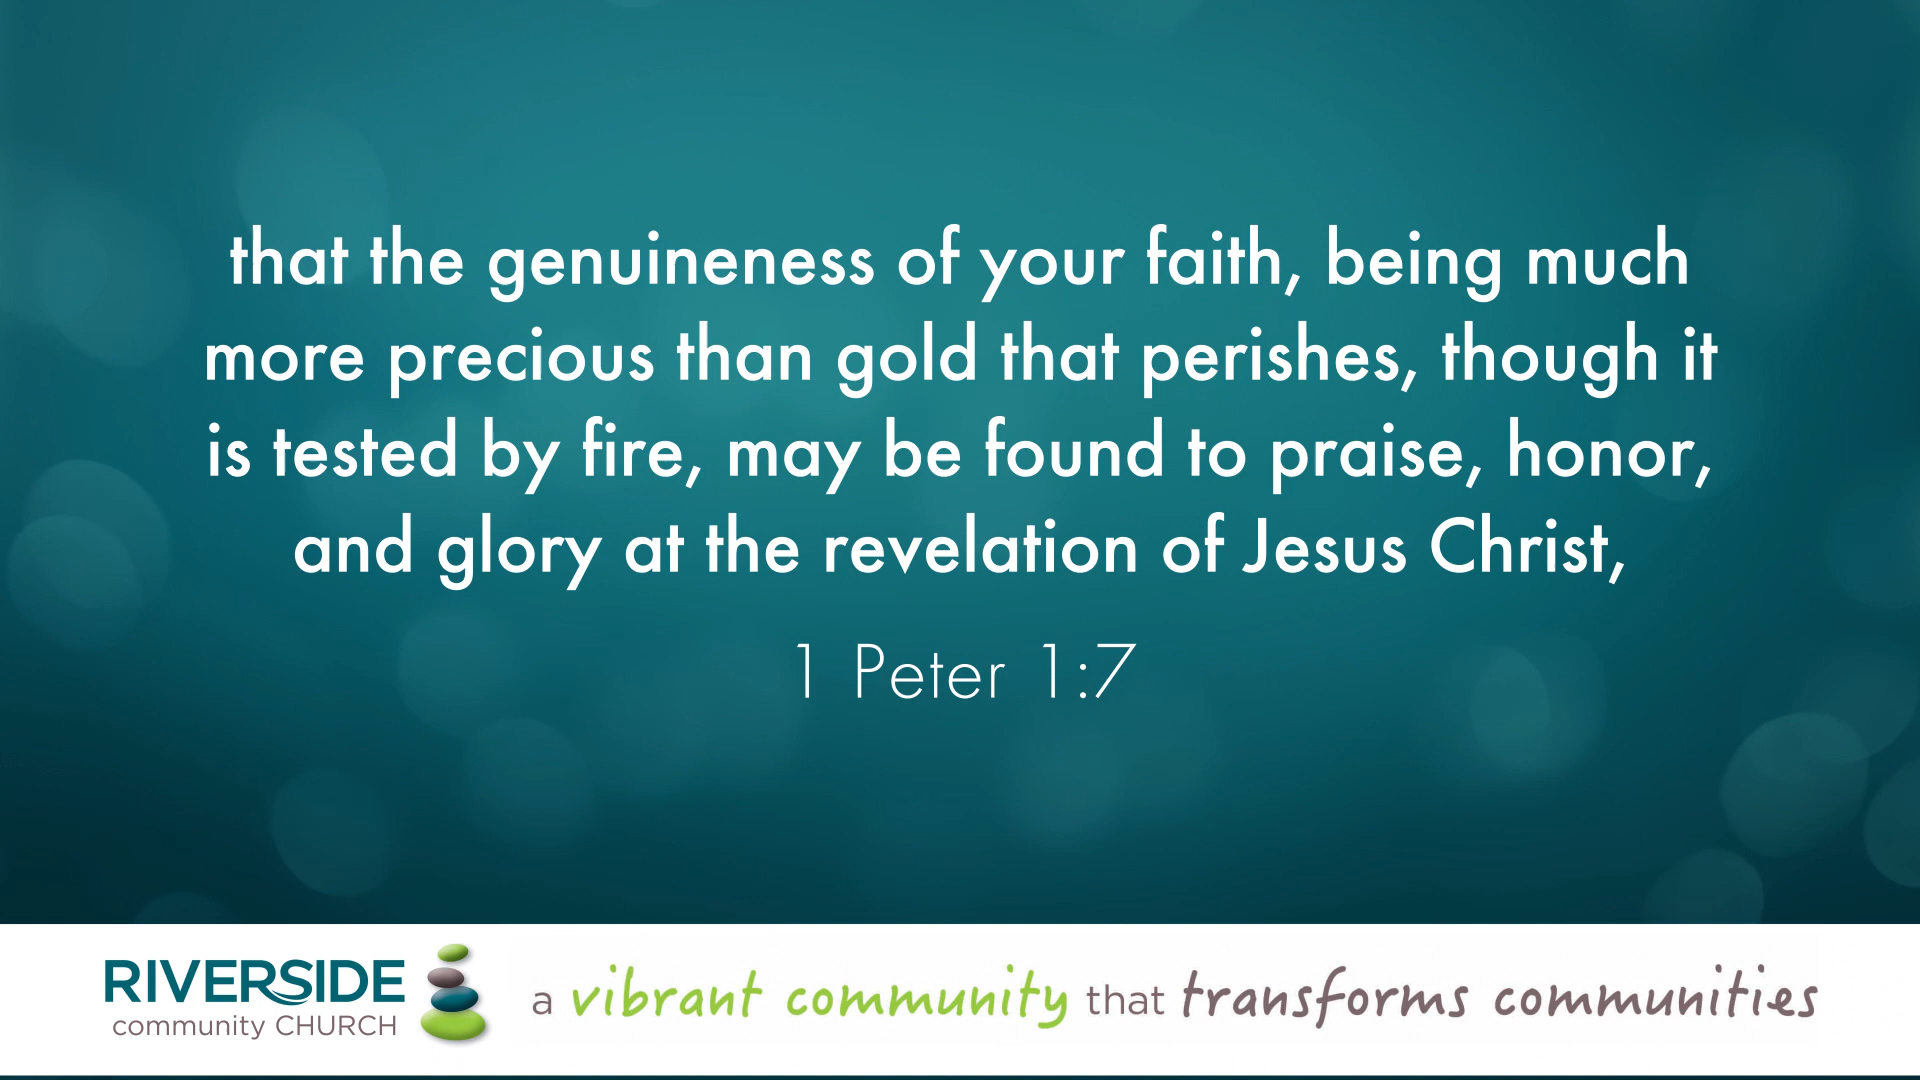 that the genuineness of your faith, being much
more precious than gold that perishes, though it
is tested by fire, may be found to praise, honor,
and glory at the revelation of Jesus Christ,
1 Peter 1:7
RIVERSIDE
community CHURCH
a vibrant community that transforms communities